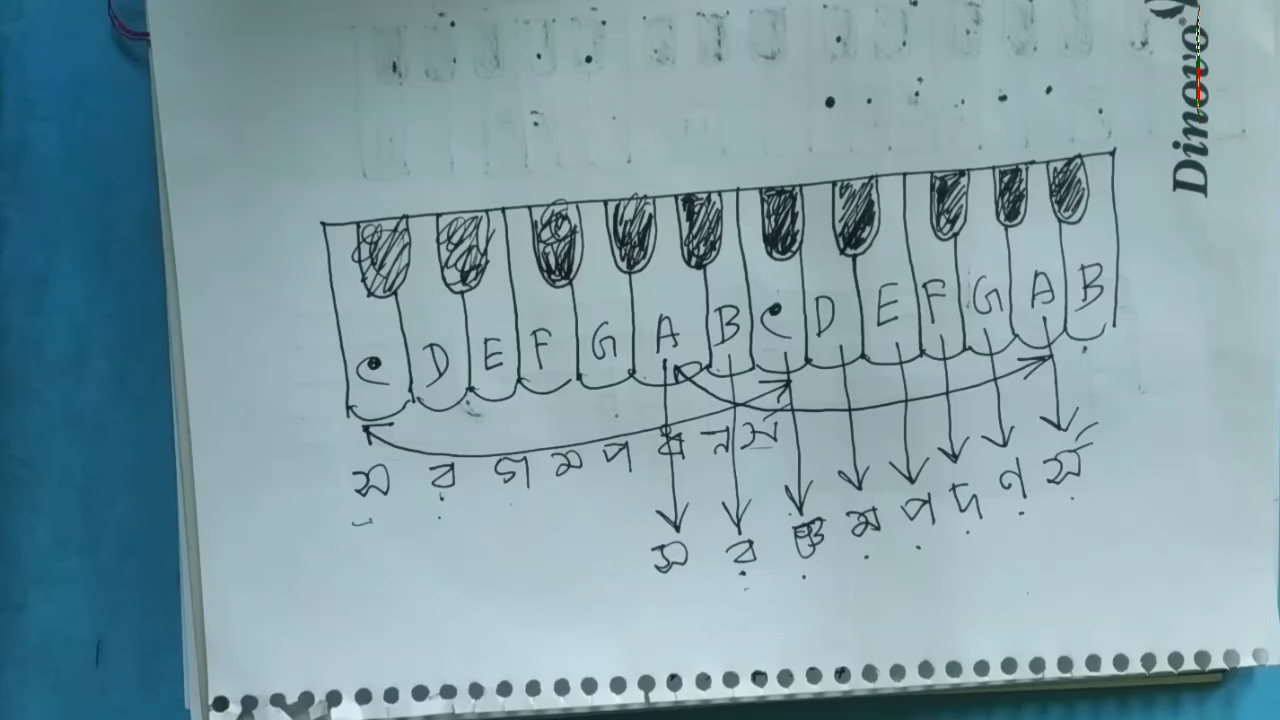 Dinovo
C D E F G A B C D E F G A B
স র গ ম প ধ ন র্স
স র জ্ঞ ম প দ ণ র্স